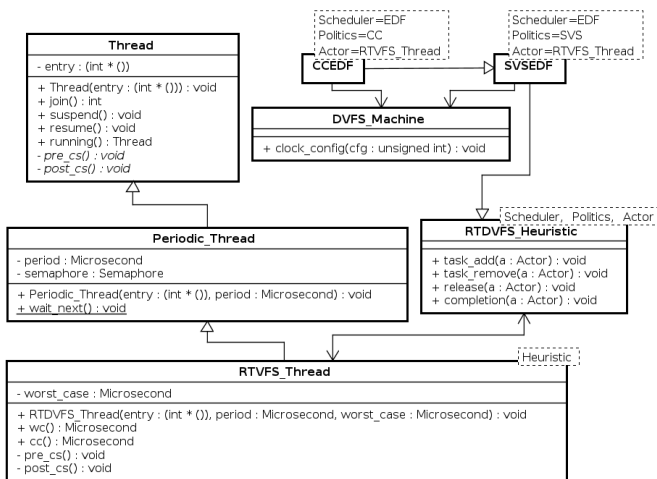 Thread
- entry : (int * ())
+ Thread(entry : (int * ())) : void
+ join() : int
+ suspend() : void
+ resume() : void
+ running() : Thread
- pre_cs() : void
- post_cs() : void
Scheduler=EDF
Politics=CC
Actor=RTVFS_Thread
CCEDF
Scheduler=EDF
Politics=SVS
Actor=RTVFS_Thread
SVSEDF
DVFS_Machine
+ clock_config(cfg : unsigned int) : void
Periodic_Thread
- period : Microsecond
- semaphore : Semaphore
+ Periodic_Thread(entry : (int * ()), period : Microsecond) : void
+ wait_next() : void
Scheduler, Politics, Actor
RTDVFS_Heuristic
+ task_add(a : Actor) : void
+ task_remove(a : Actor) : void
+ release(a : Actor) : void
+ completion(a : Actor) : void
Heuristic
RTVFS_Thread
- worst_case : Microsecond
+ RTDVFS_Thread(entry : (int * ()), period : Microsecond, worst_case : Microsecond) : void
+ wc() : Microsecond
+ cc() : Microsecond
- pre_cs() : void
- post_cs() : void